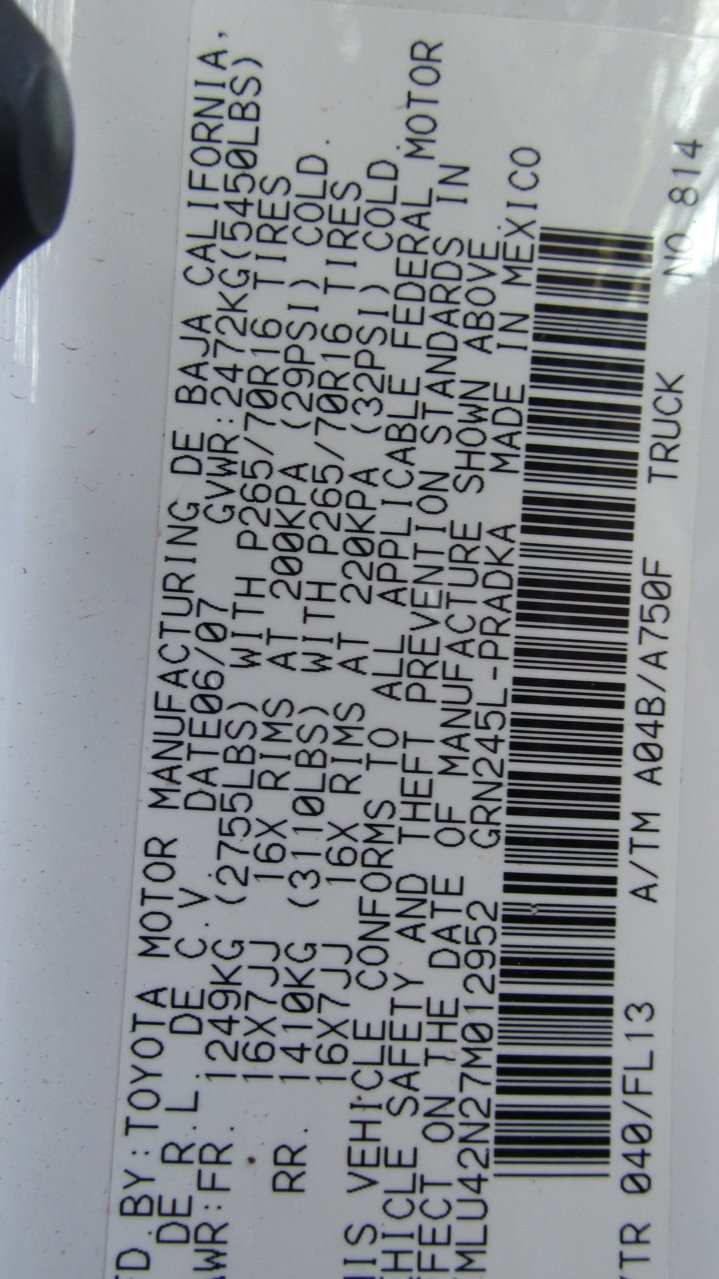 FD BY:TOYOTA MOTOR MANUFACTURING DE BAJA CALIFORNIA,
DE R.L. DE C.V DATE06/07 GVWR:2472KG(5450LBS)
AWR:FR. 1249KG (2755LBS) WITH P265/70R16 TIRES
16X7JJ 16X RIMS AT 200KPA (29PSI) COLD.
RR. 1410KG (3110LBS) WITH P265/70R16 TIRES
16X7JJ 16X RIMS AT 220KPA (32PSI) COLD.
HIS VEHICLE CONFORMS TO ALL APPLICABLE FEDERAL MOTOR
HICLE SAFETY AND THEFT PREVENTION STANDARDS IN
FECT ON THE DATE OF MANUFACTURE SHOWN ABOVE.
MLU42N27M012952 GRN245L-PRADKA MADE IN MEXICO
TR 040/FL13 A/TM A04B/A750F TRUCK NO 814